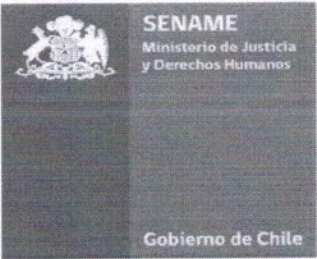 SENAME
Ministerio de Justicia
y Derechos Humanos
Gobierno de Chile